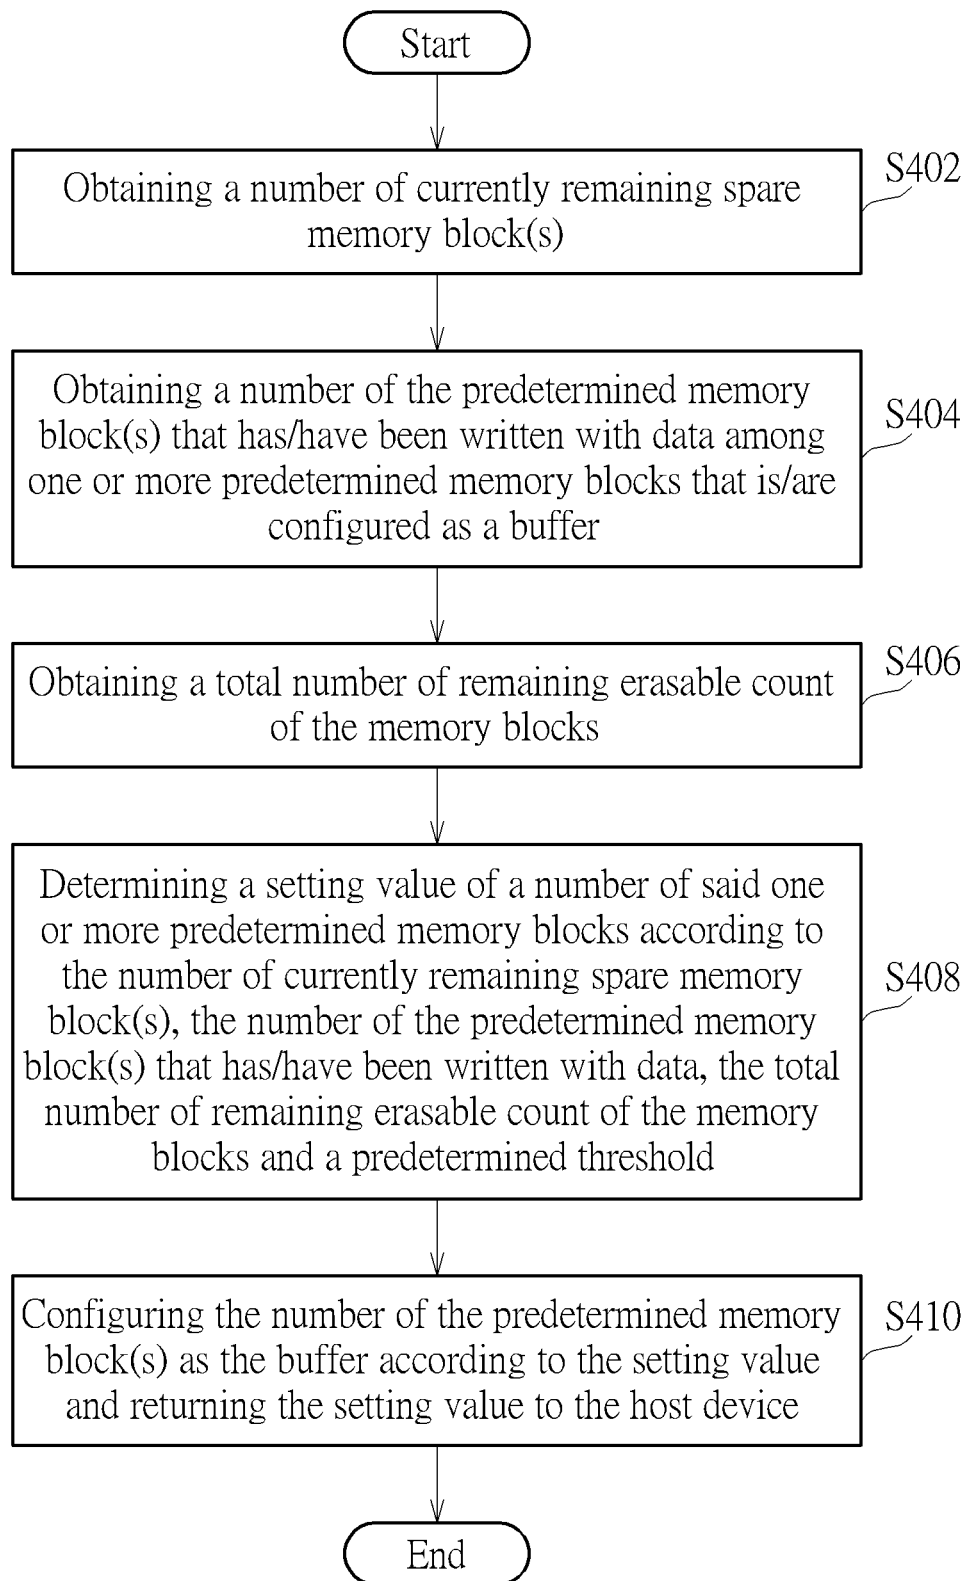 Start
Obtaining a number of currently remaining spare
memory block(s)
S402
Obtaining a number of the predetermined memory
block(s) that has/have been written with data among
one or more predetermined memory blocks that is/are
configured as a buffer
S404
Obtaining a total number of remaining erasable count
of the memory blocks
S406
Determining a setting value of a number of said one
or more predetermined memory blocks according to
the number of currently remaining spare memory
block(s), the number of the predetermined memory
block(s) that has/have been written with data, the total
number of remaining erasable count of the memory
blocks and a predetermined threshold
S408
Configuring the number of the predetermined memory
block(s) as the buffer according to the setting value
and returning the setting value to the host device
S410
End